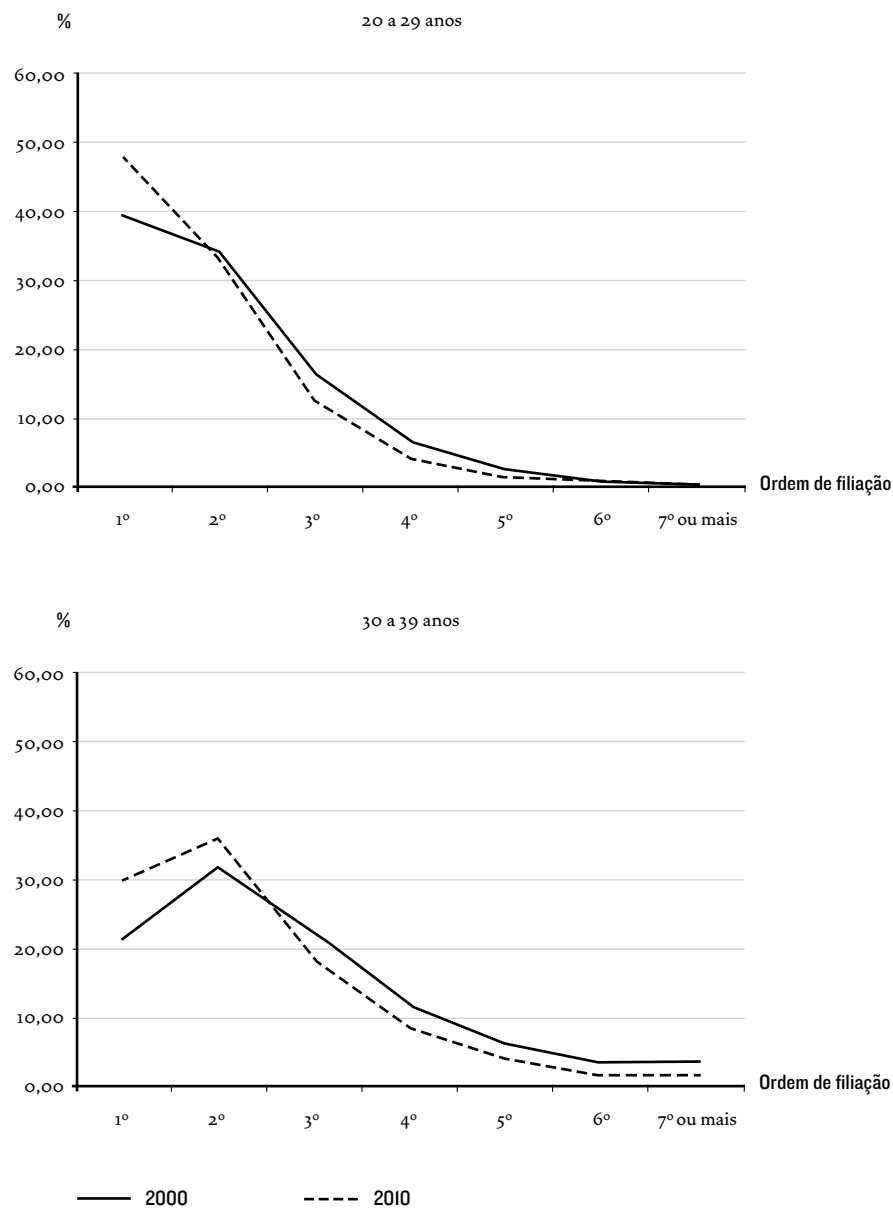 % 20 a 29 anos
60,00
50,00
40,00
30,00
20,00
10,00
0,00
Ordem de filiação
1º 2º 3º 4º 5º 6º 7º ou mais
% 30 a 39 anos
60,00
50,00
40,00
30,00
20,00
10,00
0,00
Ordem de filiação
1º 2º 3º 4º 5º 6º 7º ou mais
2000 2010